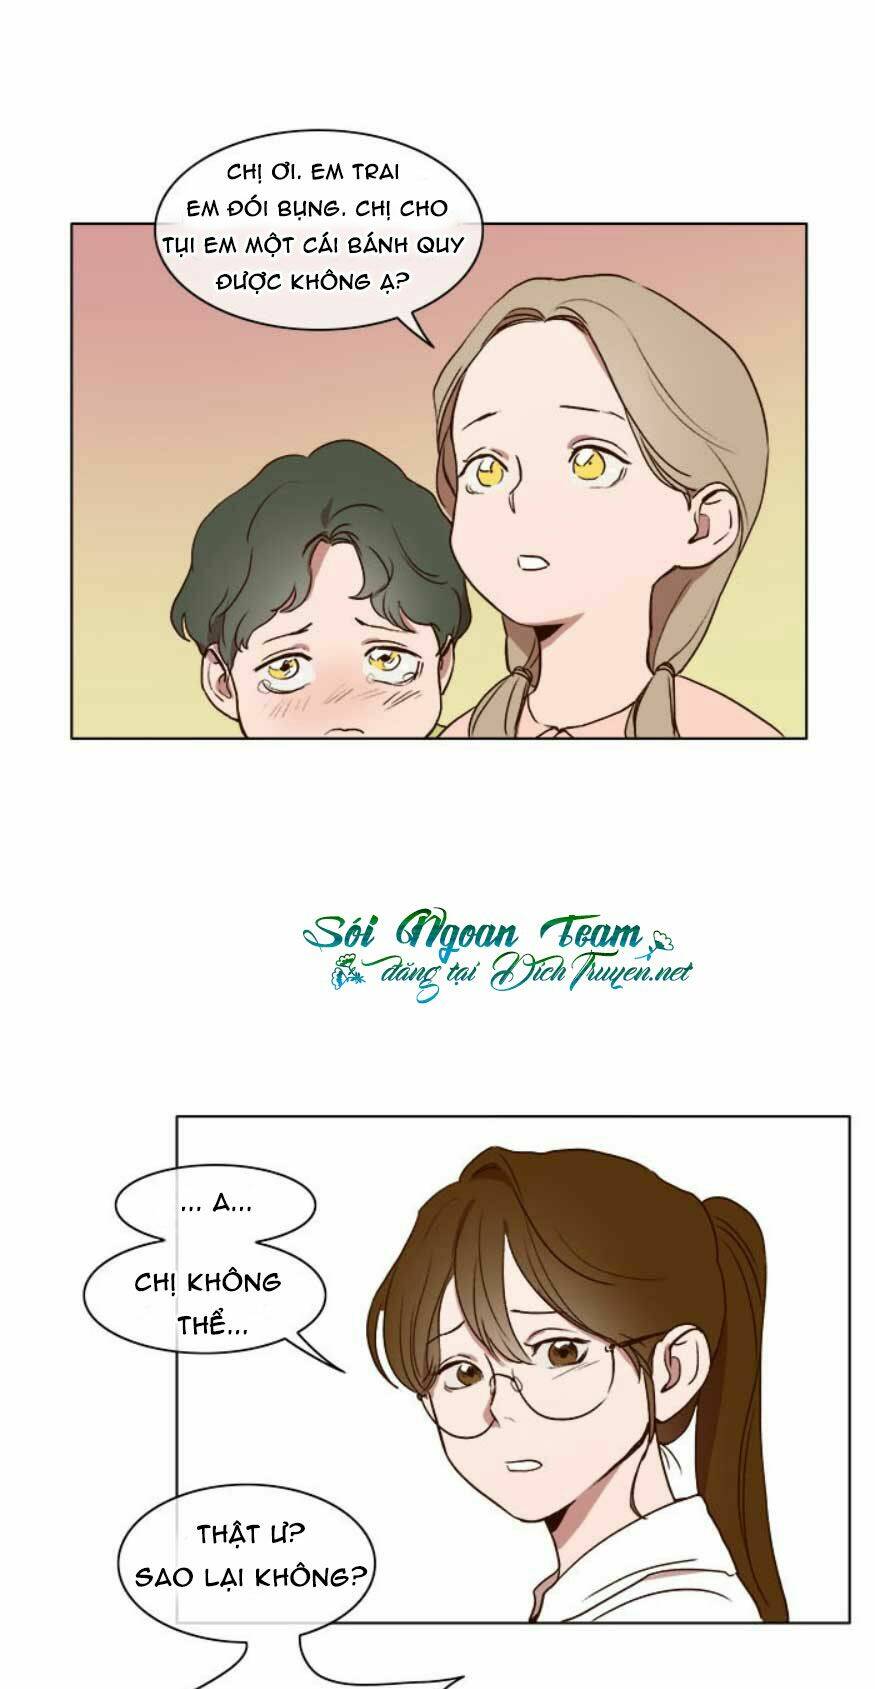 CHỊ ƠI. EM TRAI
EM ĐÓI BỤNG. CHỊ CHO
TỤI EM MỘT CÁI BÁNH QUY
ĐƯỢC KHÔNG Ạ?
Sói Ngoan Team
đăng tại DichTruyen.net
... A...
CHỊ KHÔNG
THỂ...
THẬT Ư?
SAO LẠI KHÔNG?